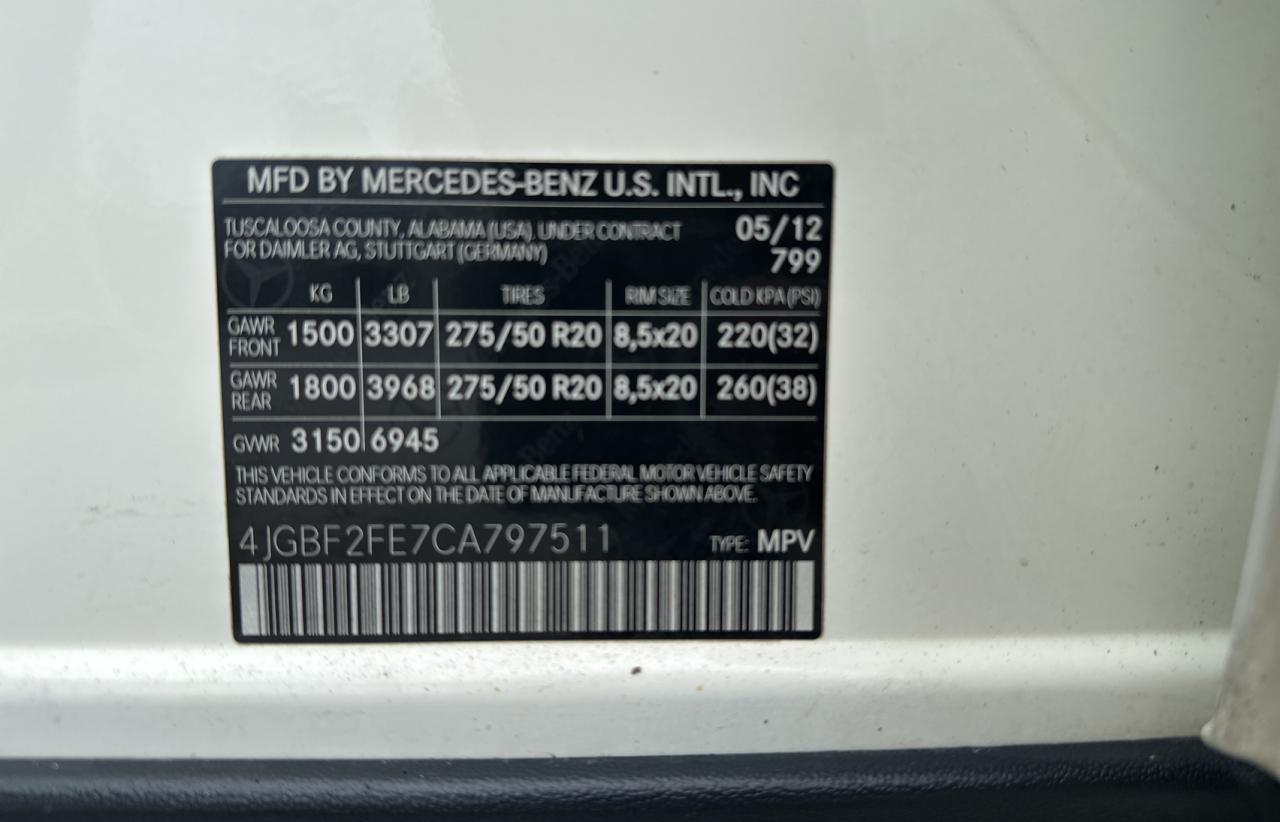 MFD BY MERCEDES-BENZ U.S. INTL., INC
TUSCALOOSA COUNTY, ALABAMA (USA), UNDER CONTRACT 05/12
FOR DAIMLER AG, STUTTGART (GERMANY) 799
KG LB TIRES RIM SIZE COLD KPA (PSI)
GAWR FRONT 1500 3307 275/50 R20 8,5x20 220(32)
GAWR REAR 1800 3968 275/50 R20 8,5x20 260(38)
GVWR 3150 6945
THIS VEHICLE CONFORMS TO ALL APPLICABLE FEDERAL MOTOR VEHICLE SAFETY
STANDARDS IN EFFECT ON THE DATE OF MANUFACTURE SHOWN ABOVE.
4JGBF2FE7CA797511 TYPE: MPV